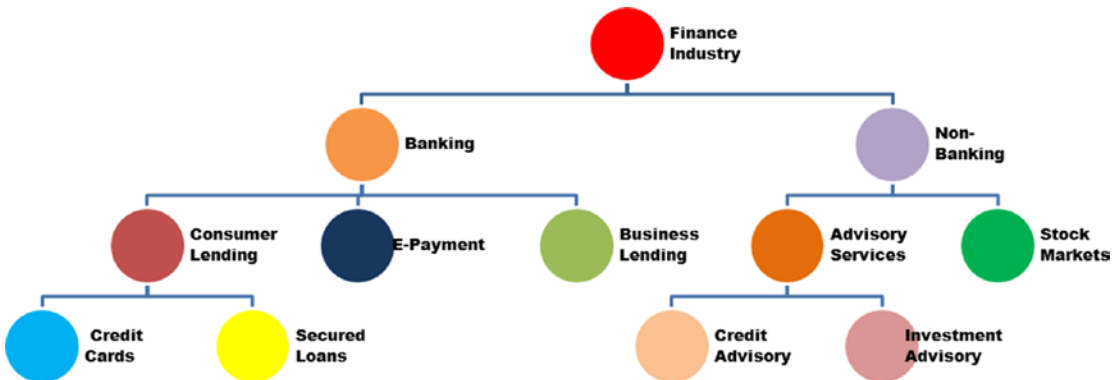 Finance
Industry
Banking
Non-
Banking
Consumer
Lending
E-Payment
Business
Lending
Advisory
Services
Stock
Markets
Credit
Cards
Secured
Loans
Credit
Advisory
Investment
Advisory